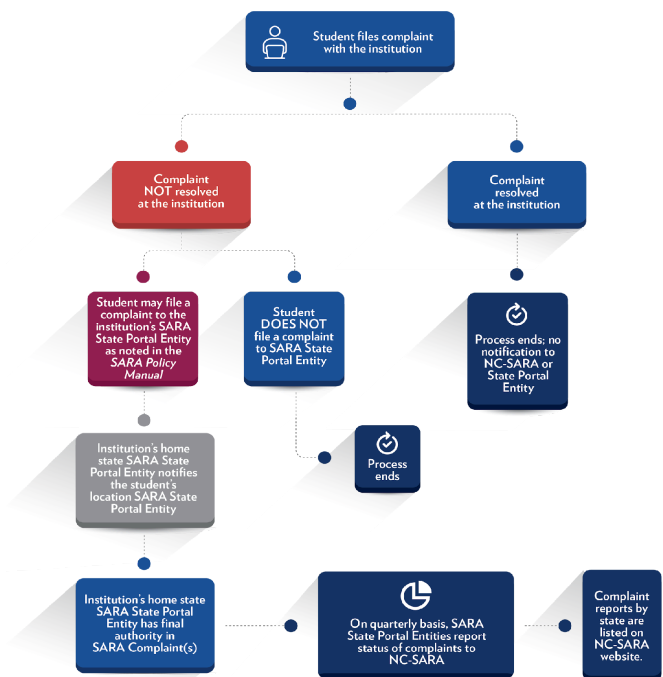 Student files complaint
with the institution
Complaint
NOT resolved
at the institution
Complaint
resolved
at the institution
Student may file a
complaint to the
institution's SARA
State Portal Entity
as noted in the
SARA Policy
Manual
Student
DOES NOT
file a complaint
to SARA State
Portal Entity
Process ends; no
notification to
NC-SARA or
State Portal
Entity
Process
ends
Institution's home
state SARA State
Portal Entity notifies
the student's
location SARA State
Portal Entity
Institution's home state
SARA State Portal
Entity has final
authority in
SARA Complaint(s)
On quarterly basis, SARA
State Portal Entities report
status of complaints to
NC-SARA
Complaint
reports by
state are
listed on
NC-SARA
website.